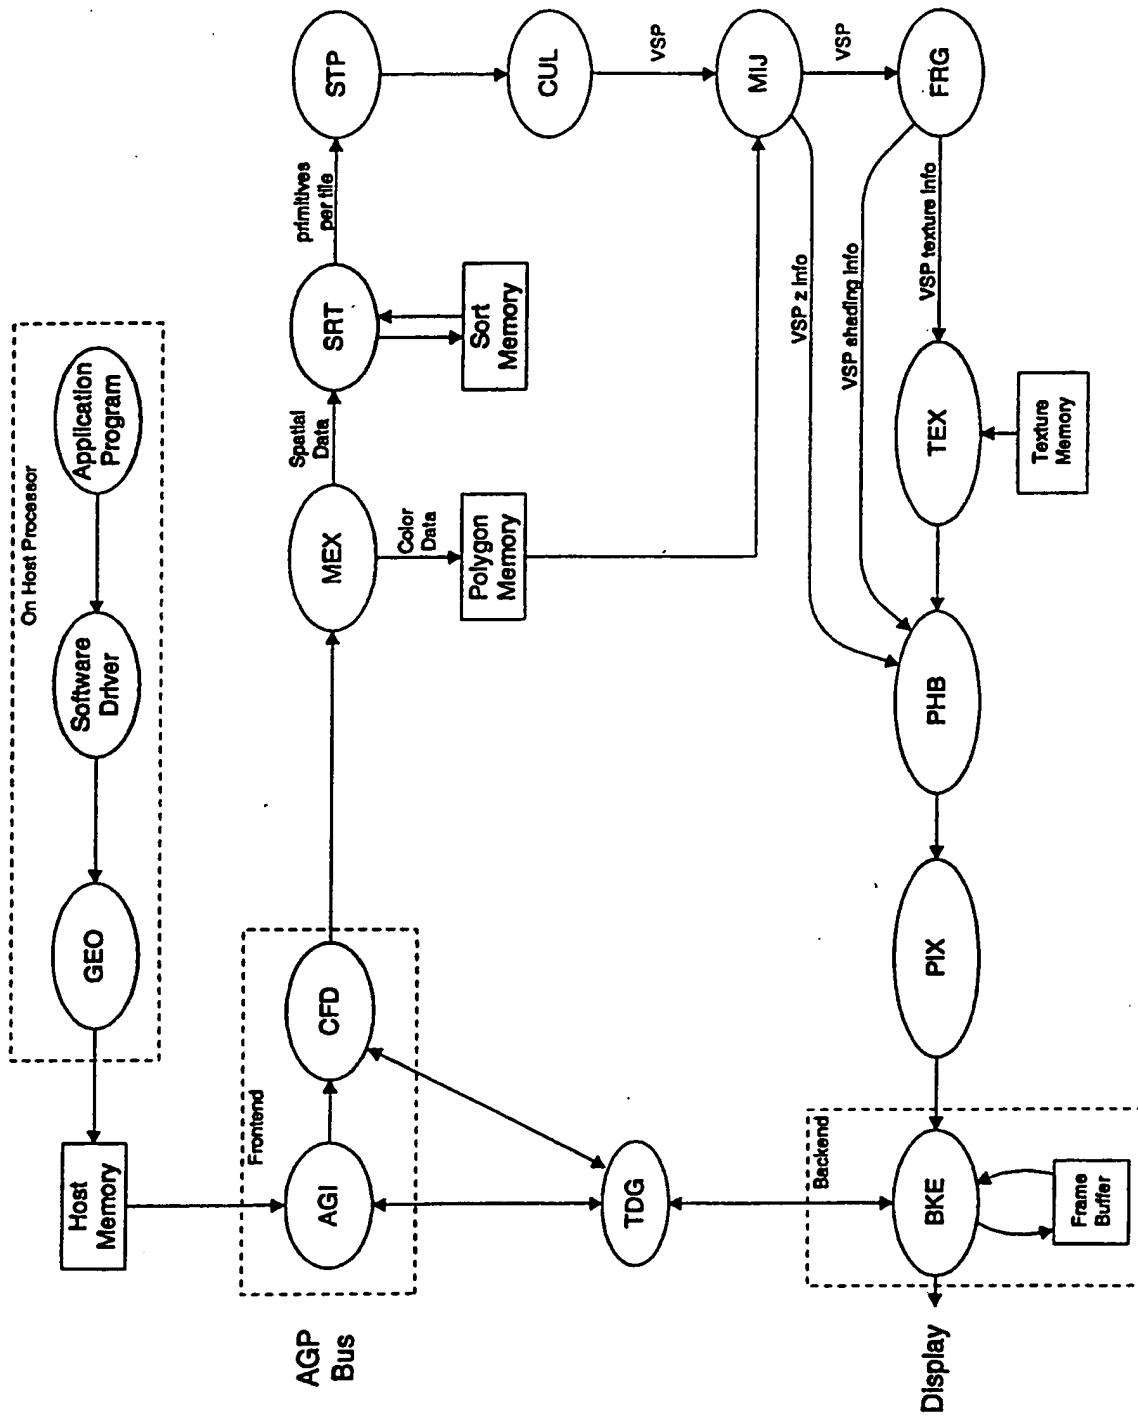 On Host Processor
GEO
Software
Driver
Application
Program
Host
Memory
AGP
Bus
Frontend
AGI
CFD
MEX
Spatial
Data
SRT
primitives
per tile
STP
Color
Data
Polygon
Memory
Sort
Memory
CUL
VSP
MIJ
VSP
FRG
VSP z info
VSP shading info
VSP texture info
TDG
Backend
Display
BKE
PIX
PHB
TEX
Frame
Buffer
Texture
Memory